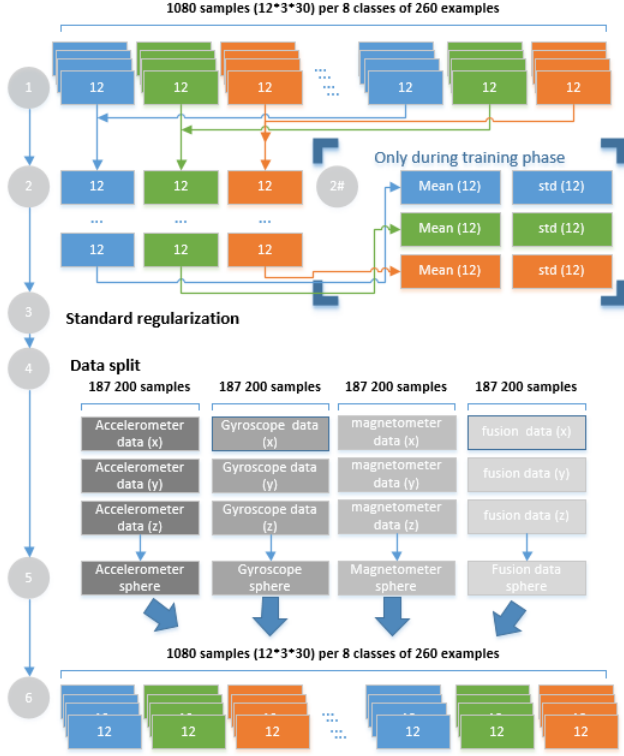 1080 samples (12*3*30) per 8 classes of 260 examples
12 12 12 .... 12 12 12
1
Only during training phase
2 12 12 12 2# Mean (12) std (12)
... ... ...
Mean (12) std (12)
12 12 12
Mean (12) std (12)
3
Standard regularization
4
Data split
187 200 samples 187 200 samples 187 200 samples 187 200 samples
Accelerometer data (x) Gyroscope data (x) magnetometer data (x) fusion data (x)
Accelerometer data (y) Gyroscope data (y) magnetometer data (y) fusion data (y)
Accelerometer data (z) Gyroscope data (z) magnetometer data (z) fusion data (z)
5 Accelerometer sphere Gyroscope sphere Magnetometer sphere Fusion data sphere
1080 samples (12*3*30) per 8 classes of 260 examples
6
12 12 12 .... 12 12 12